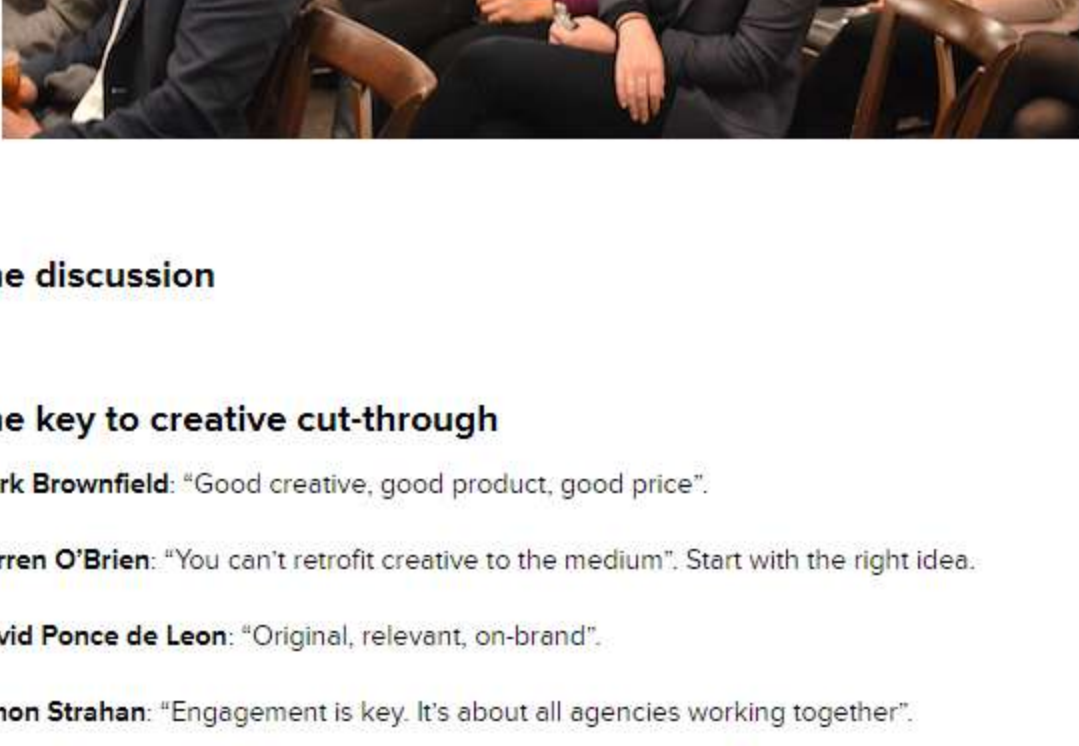 e discussion
e key to creative cut-through
rk Brownfield: “Good creative, good product, good price”.
rren O’Brien: “You can’t retrofit creative to the medium”. Start with the right idea.
vid Ponce de Leon: “Original, relevant, on-brand”.
non Strahan: “Engagement is key. It’s about all agencies working together”.